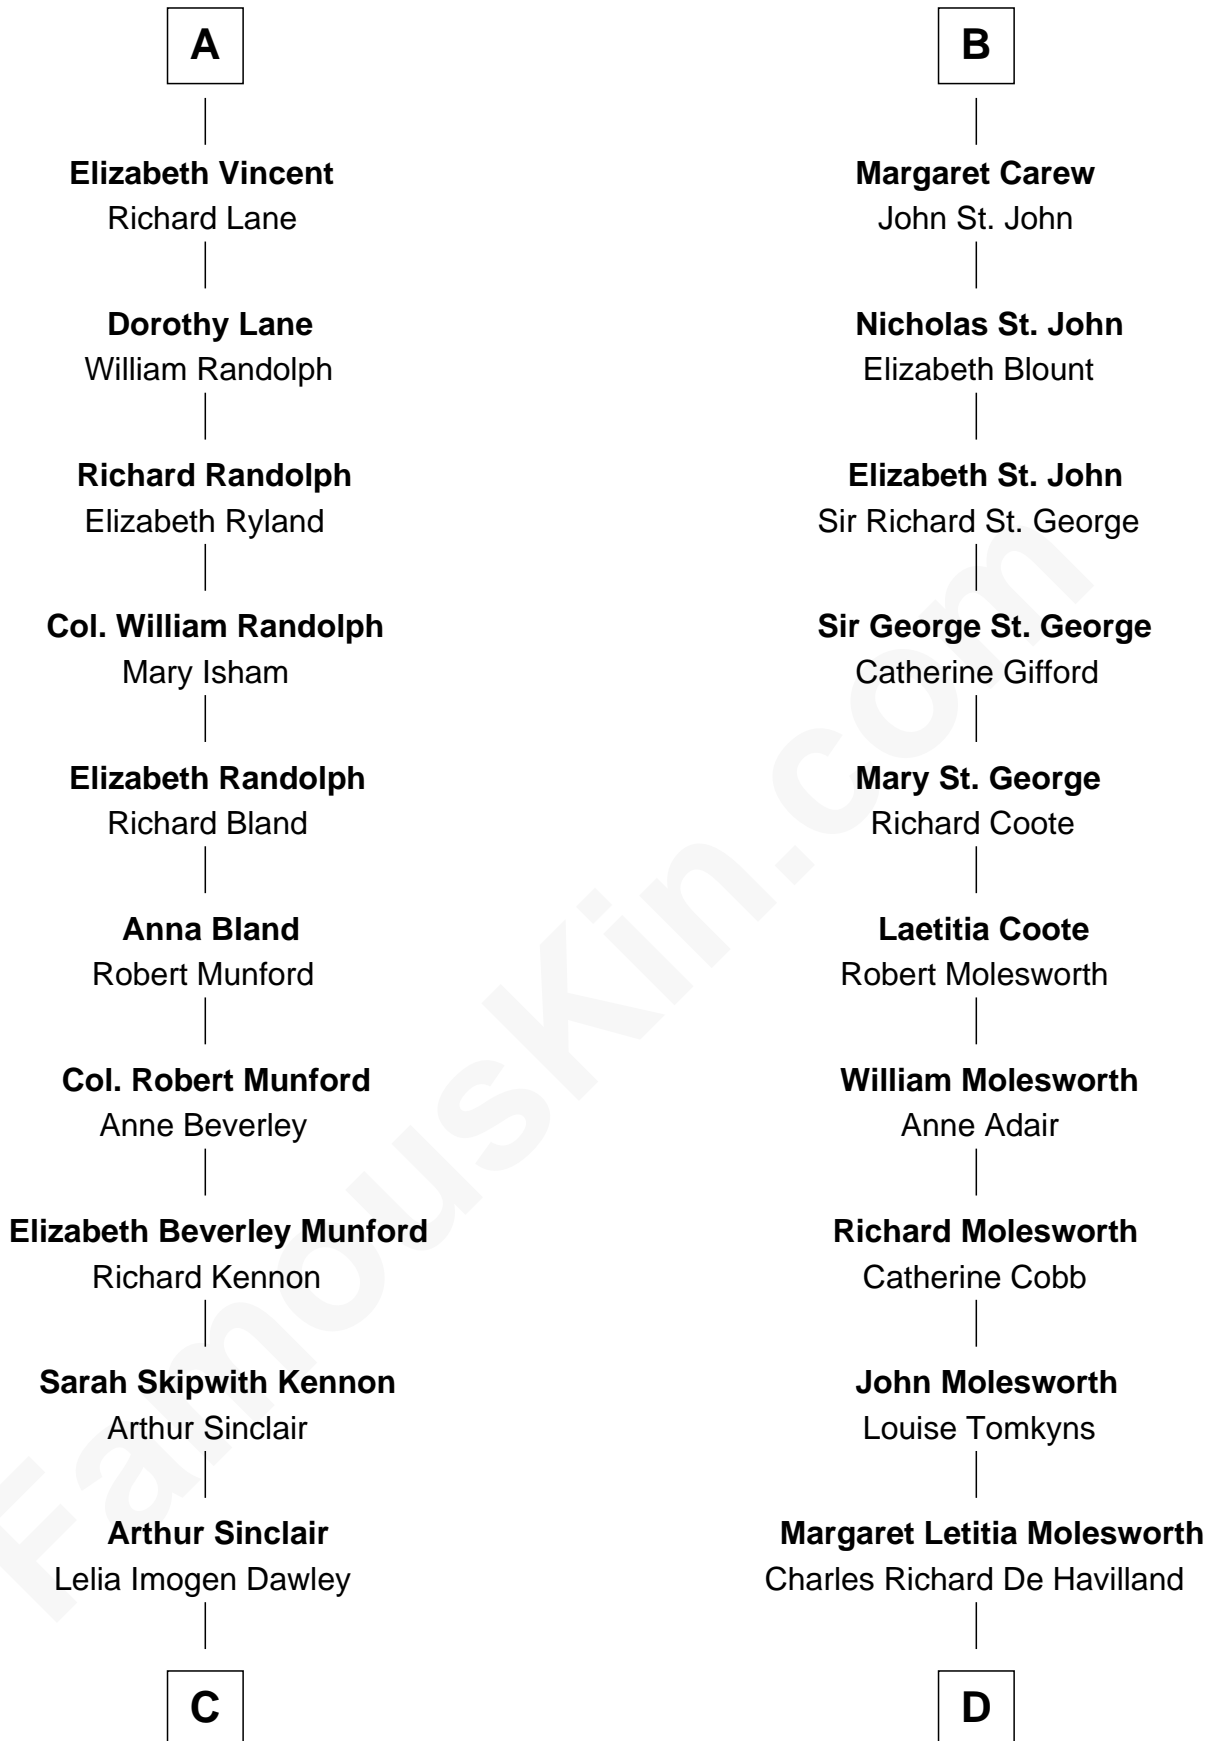 A
Elizabeth Vincent
Richard Lane
Dorothy Lane
William Randolph
Richard Randolph
Elizabeth Ryland
Col. William Randolph
Mary Isham
Elizabeth Randolph
Richard Bland
Anna Bland
Robert Munford
Col. Robert Munford
Anne Beverley
Elizabeth Beverley Munford
Richard Kennon
Sarah Skipwith Kennon
Arthur Sinclair
Arthur Sinclair
Lelia Imogen Dawley
C
B
Margaret Carew
John St. John
Nicholas St. John
Elizabeth Blount
Elizabeth St. John
Sir Richard St. George
Sir George St. George
Catherine Gifford
Mary St. George
Richard Coote
Laetitia Coote
Robert Molesworth
William Molesworth
Anne Adair
Richard Molesworth
Catherine Cobb
John Molesworth
Louise Tomkyns
Margaret Letitia Molesworth
Charles Richard De Havilland
D
FamousKin.com